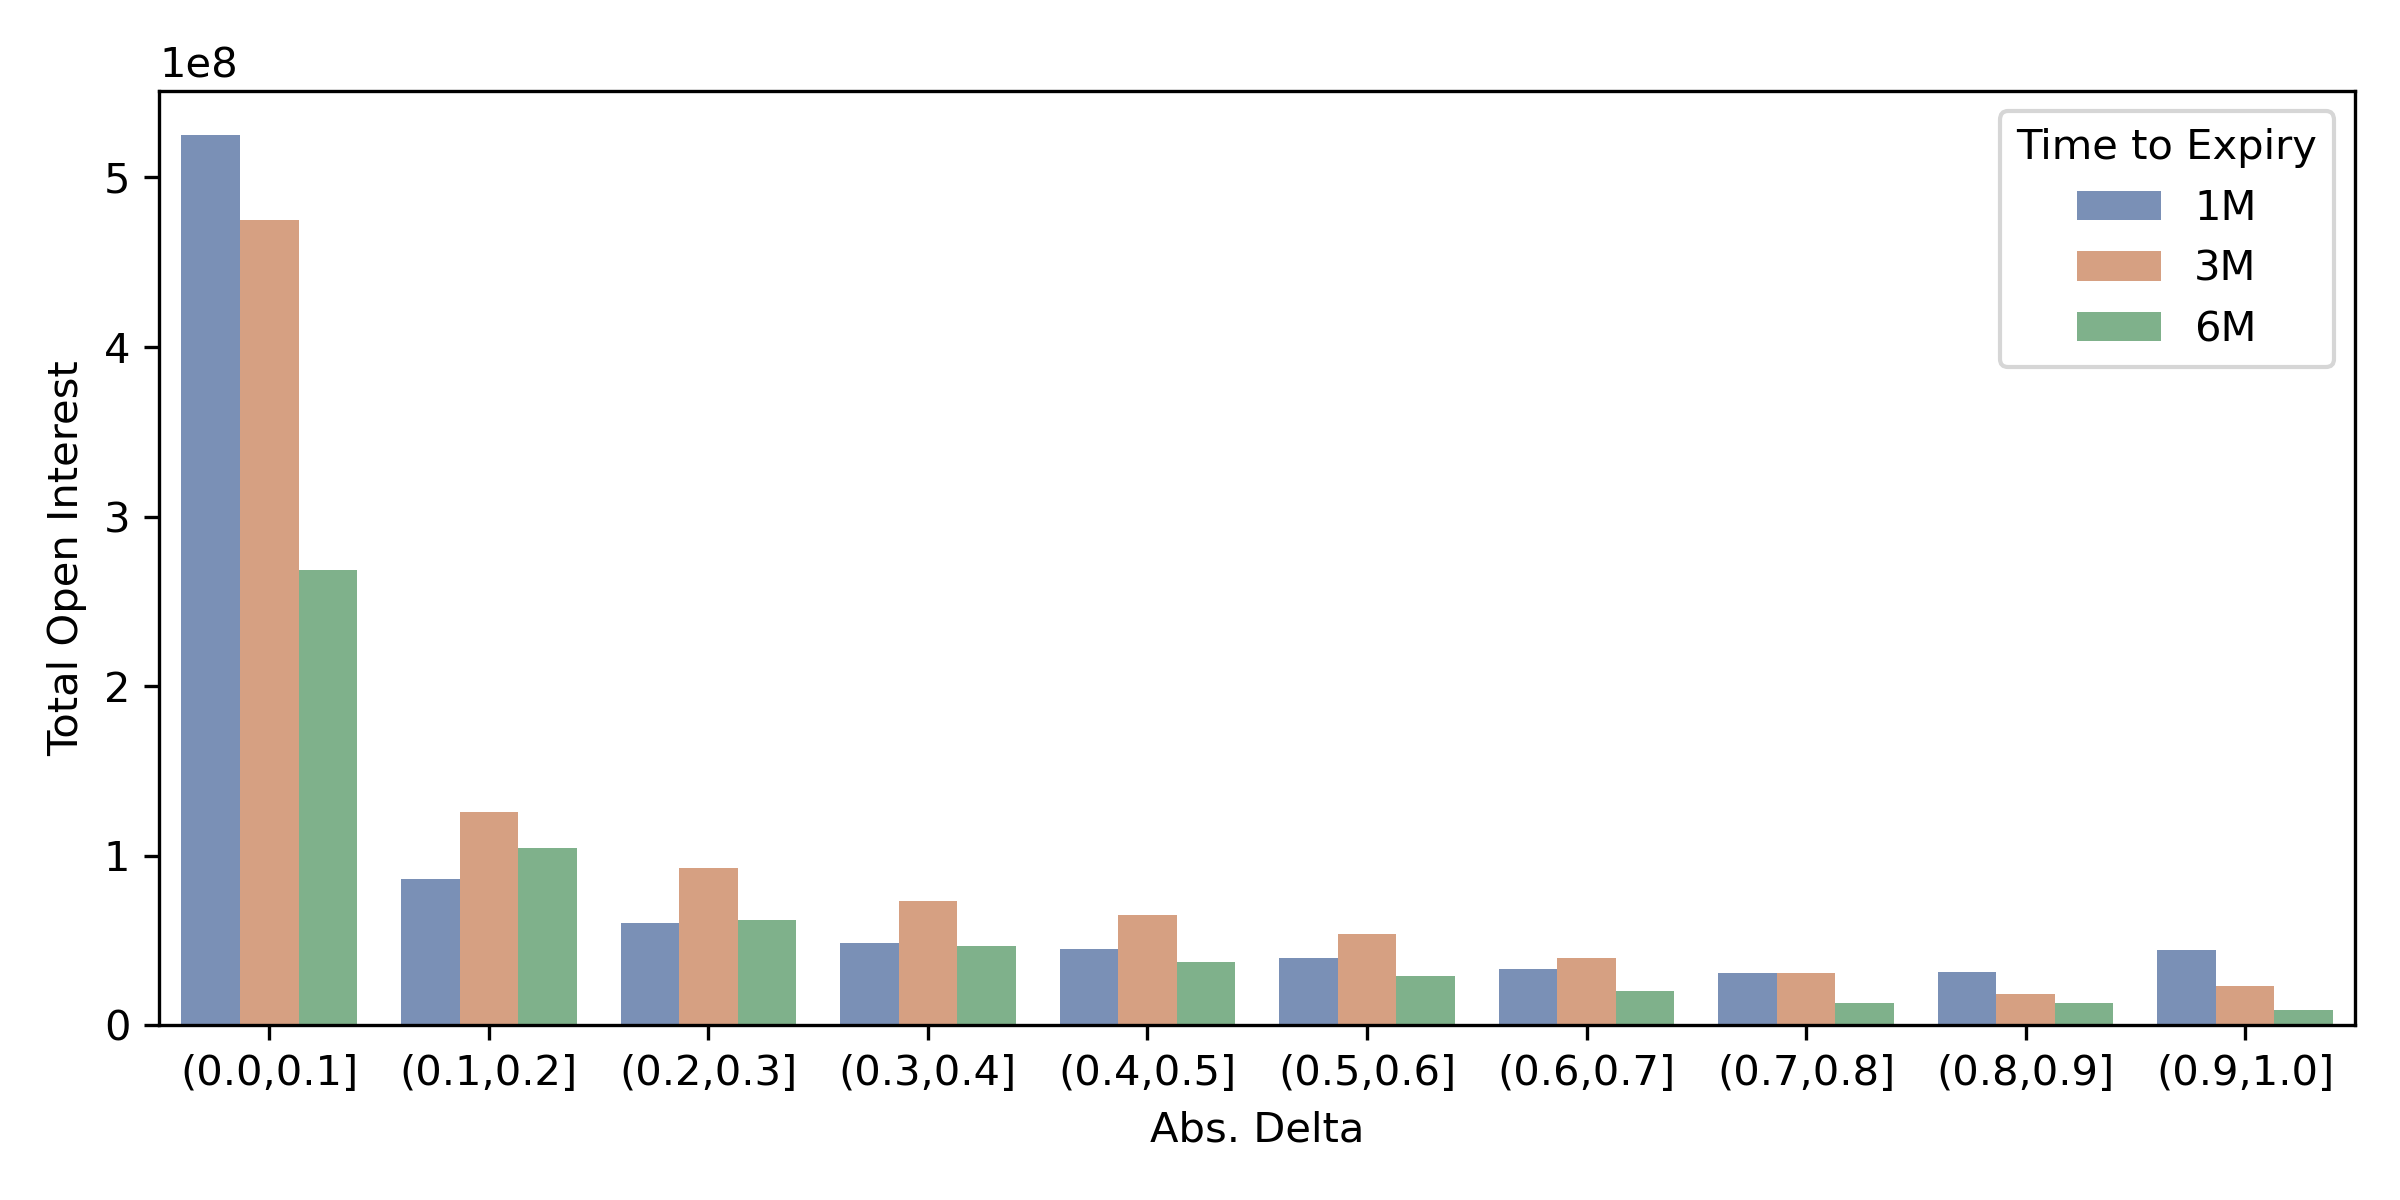 1e8
5
4
3
2
1
0
Total Open Interest
Time to Expiry
1M
3M
6M
(0.0,0.1] (0.1,0.2] (0.2,0.3] (0.3,0.4] (0.4,0.5] (0.5,0.6] (0.6,0.7] (0.7,0.8] (0.8,0.9] (0.9,1.0]
Abs. Delta